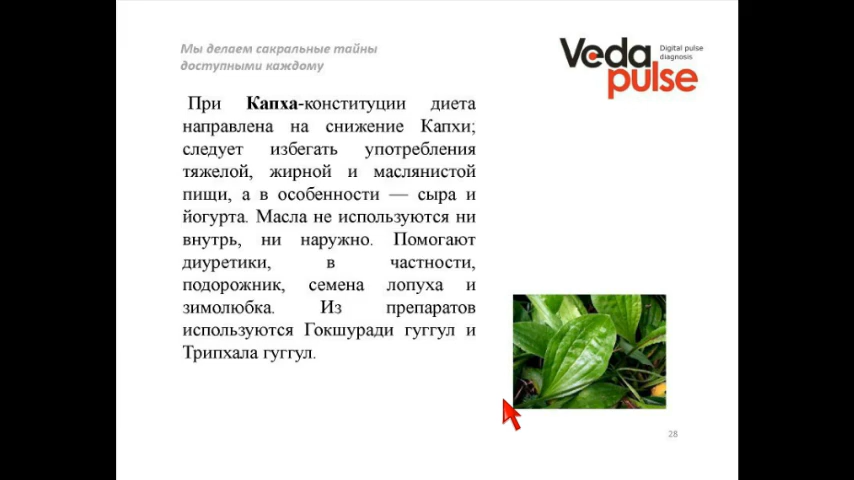 Мы делаем сакральные тайны
доступными каждому
Veda
pulse
Digital pulse
diagnosis
При Капха-конституции диета
направлена на снижение Капхи;
следует избегать употребления
тяжелой, жирной и маслянистой
пищи, а в особенности — сыра и
йогурта. Масла не используются ни
внутрь, ни наружно. Помогают
диуретики, в частности,
подорожник, семена лопуха и
зимолюбка. Из препаратов
используются Гокшуради гуггул и
Трипхала гуггул.
28